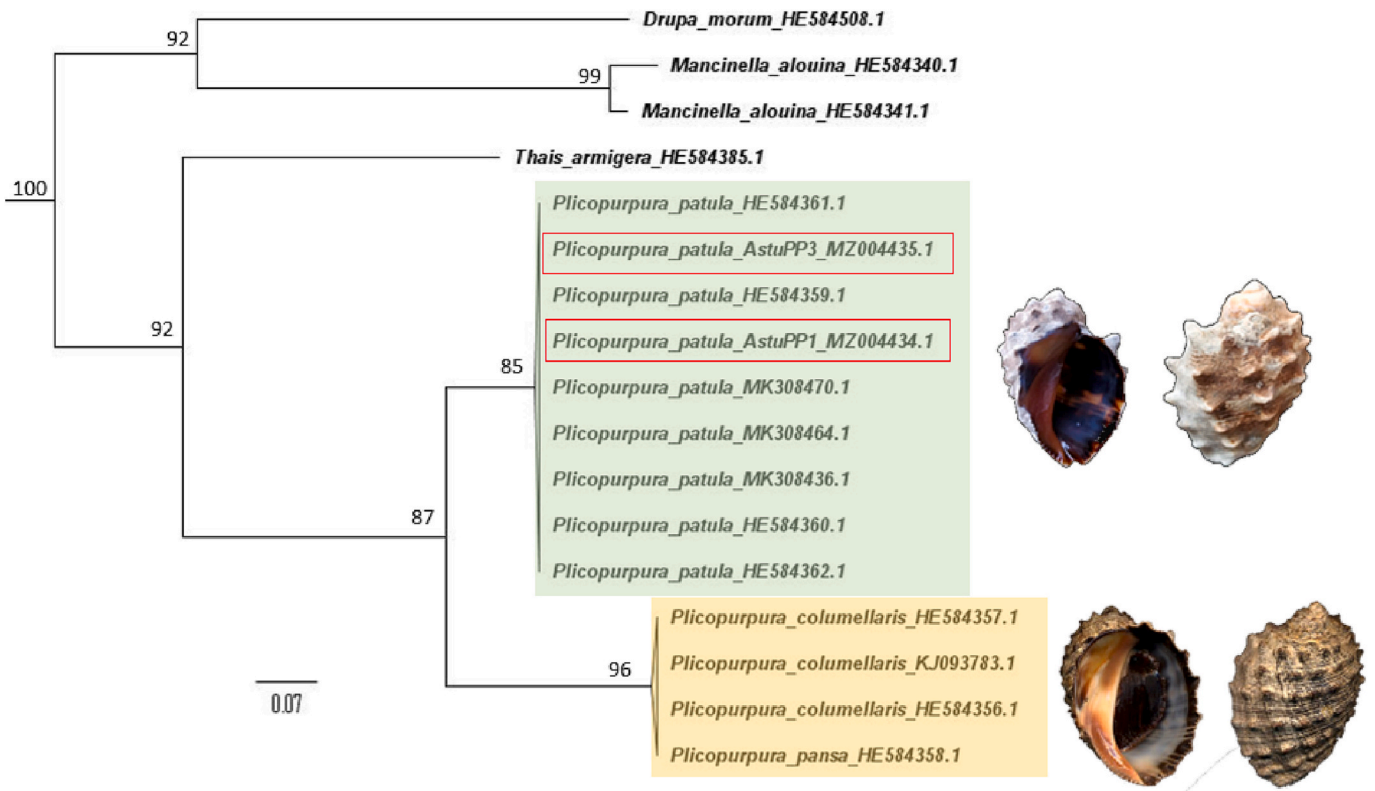 Drupa_morum_HE584508.1
92
Mancinella_alouina_HE584340.1
99
Mancinella_alouina_HE584341.1
Thais_armigera_HE584385.1
100
Plicopurpura_patula_HE584361.1
Plicopurpura_patula_AstuPP3_MZ004435.1
Plicopurpura_patula_HE584359.1
92
Plicopurpura_patula_AstuPP1_MZ004434.1
85
Plicopurpura_patula_MK308470.1
Plicopurpura_patula_MK308464.1
Plicopurpura_patula_MK308436.1
87
Plicopurpura_patula_HE584360.1
Plicopurpura_patula_HE584362.1
Plicopurpura_columellaris_HE584357.1
96
Plicopurpura_columellaris_KJ093783.1
0.07
Plicopurpura_columellaris_HE584356.1
Plicopurpura_pansa_HE584358.1